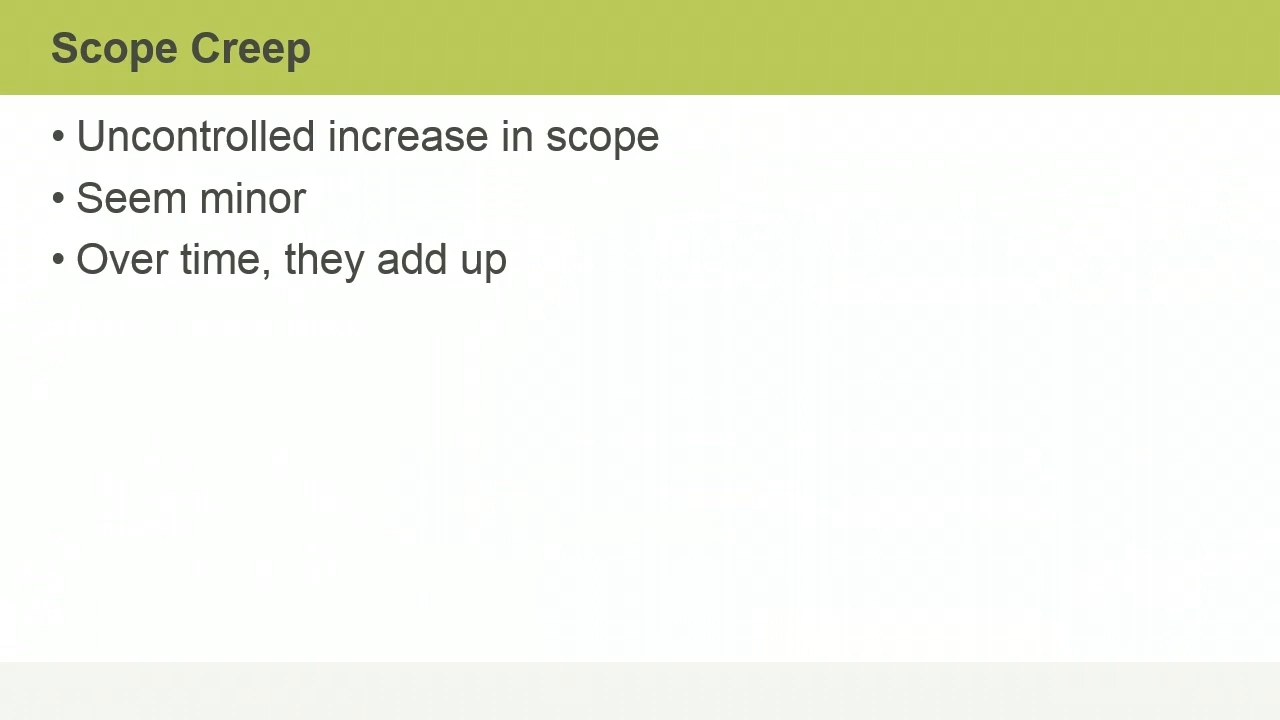 Scope Creep
• Uncontrolled increase in scope
• Seem minor
• Over time, they add up